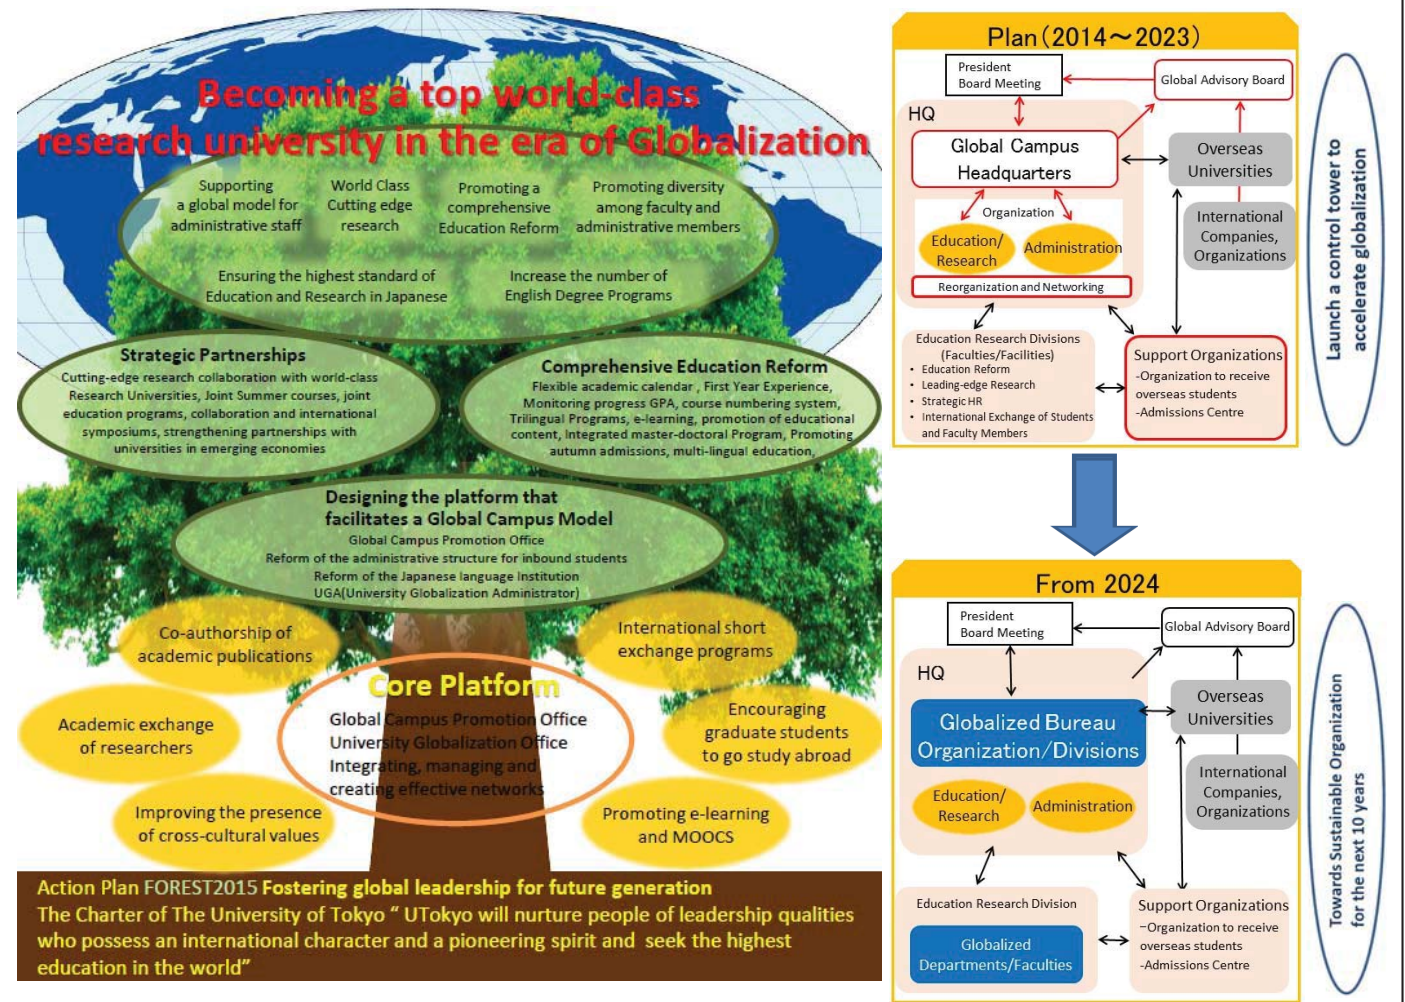 Becoming a top world-class
research university in the era of Globalization
Supporting
a global model for
administrative staff
World Class
Cutting edge
research
Promoting a
comprehensive
Education Reform
Promoting diversity
among faculty and
administrative members
Ensuring the highest standard of
Education and Research in Japanese
Increase the number of
English Degree Programs
Strategic Partnerships
Cutting-edge research collaboration with world-class
Research Universities, Joint Summer courses, joint
education programs, collaboration and international
symposiums, strengthening partnerships with
universities in emerging economies
Comprehensive Education Reform
Flexible academic calendar , First Year Experience,
Monitoring progress GPA, course numbering system,
Trilingual Programs, e-learning, promotion of educational
content, Integrated master-doctoral Program, Promoting
autumn admissions, multi-lingual education,
Designing the platform that
facilitates a Global Campus Model
Global Campus Promotion Office
Reform of the administrative structure for inbound students
Reform of the Japanese language Institution
UGA(University Globalization Administrator)
Co-authorship of
academic publications
International short
exchange programs
Academic exchange
of researchers
Encouraging
graduate students
to go study abroad
Improving the presence
of cross-cultural values
Promoting e-learning
and MOOCS
Core Platform
Global Campus Promotion Office
University Globalization Office
Integrating, managing and
creating effective networks
Action Plan FOREST2015 Fostering global leadership for future generation
The Charter of The University of Tokyo “ UTokyo will nurture people of leadership qualities
who possess an international character and a pioneering spirit and seek the highest
education in the world”
Plan(2014～2023)
President
Board Meeting
Global Advisory Board
HQ
Global Campus
Headquarters
Overseas
Universities
Organization
Education/
Research
Administration
International
Companies,
Organizations
Reorganization and Networking
Education Research Divisions
(Faculties/Facilities)
• Education Reform
• Leading-edge Research
• Strategic HR
• International Exchange of Students
and Faculty Members
Support Organizations
-Organization to receive
overseas students
-Admissions Centre
Launch a control tower to
accelerate globalization
From 2024
President
Board Meeting
Global Advisory Board
HQ
Globalized Bureau
Organization/Divisions
Overseas
Universities
Education/
Research
Administration
International
Companies,
Organizations
Education Research Division
Globalized
Departments/Faculties
Support Organizations
−Organization to receive
overseas students
-Admissions Centre
Towards Sustainable Organization
for the next 10 years